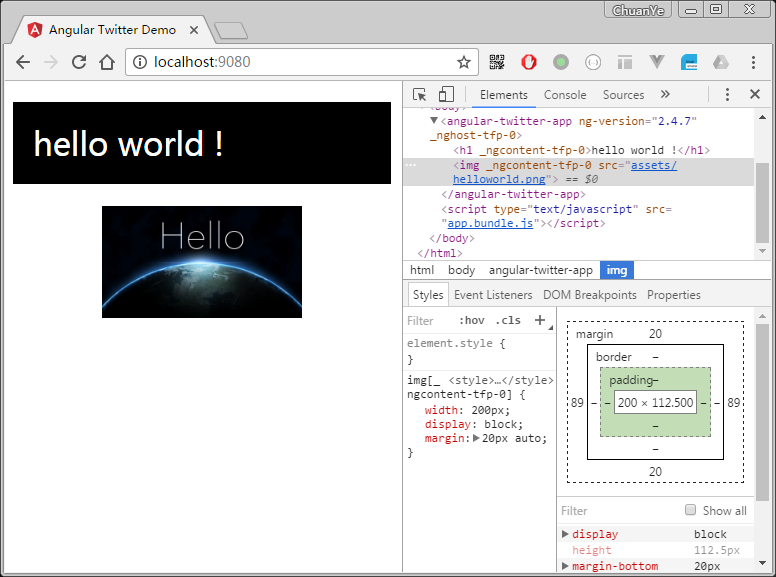 ChuanYe
Angular Twitter Demo
localhost:9080
hello world !
Hello
Elements Console Sources
<body>
<angular-twitter-app ng-version="2.4.7"
_nghost-tfp-0>
<h1 _ngcontent-tfp-0>hello world !</h1>
<img _ngcontent-tfp-0 src="assets/
helloworld.png"> == $0
</angular-twitter-app>
<script type="text/javascript" src=
"app.bundle.js"></script>
</body>
</html>
html body angular-twitter-app img
Styles Event Listeners DOM Breakpoints Properties
Filter :hov .cls +
element.style {
}
img[_ <style>…</style>
ngcontent-tfp-0] {
width: 200px;
display: block;
margin: 20px auto;
}
margin 20
border –
padding –
89 – – 200 × 112.500 – – 89
–
–
20
Filter Show all
display block
height 112.5px
margin-bottom 20px